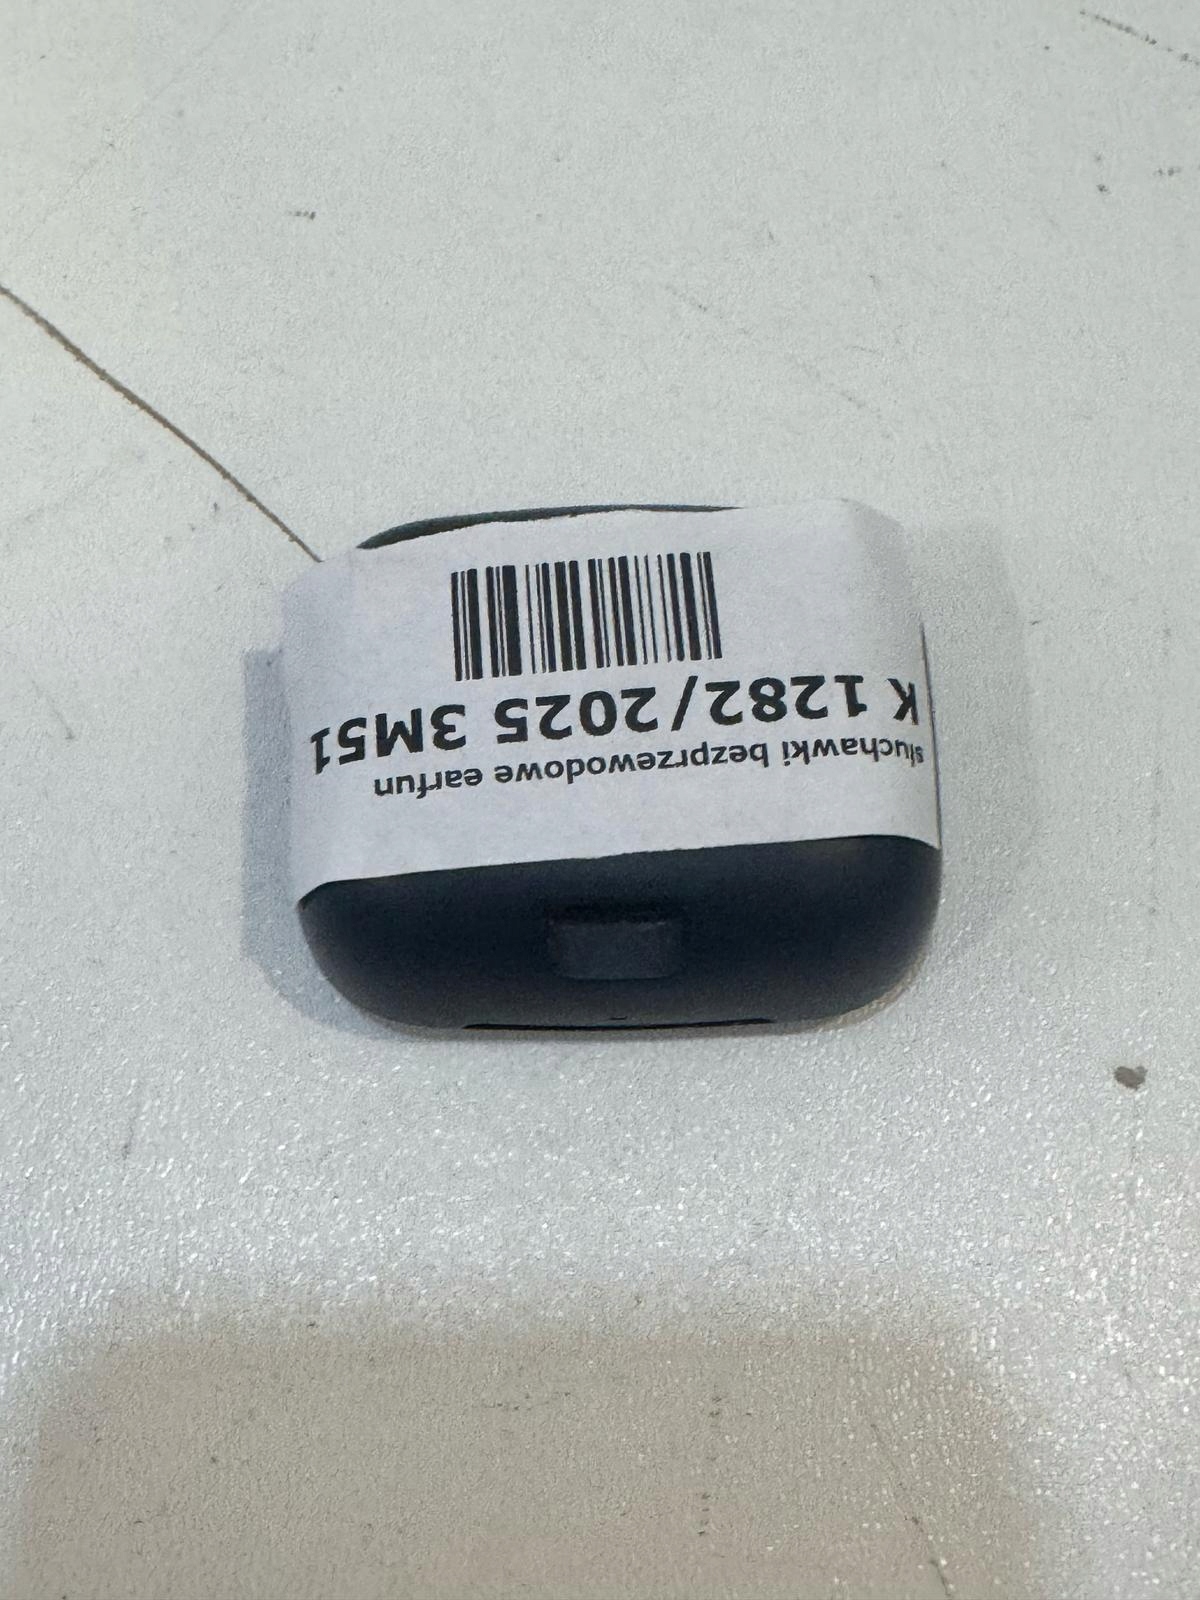 słuchawki bezprzewodowe earfun
K 1282/2025 3M51